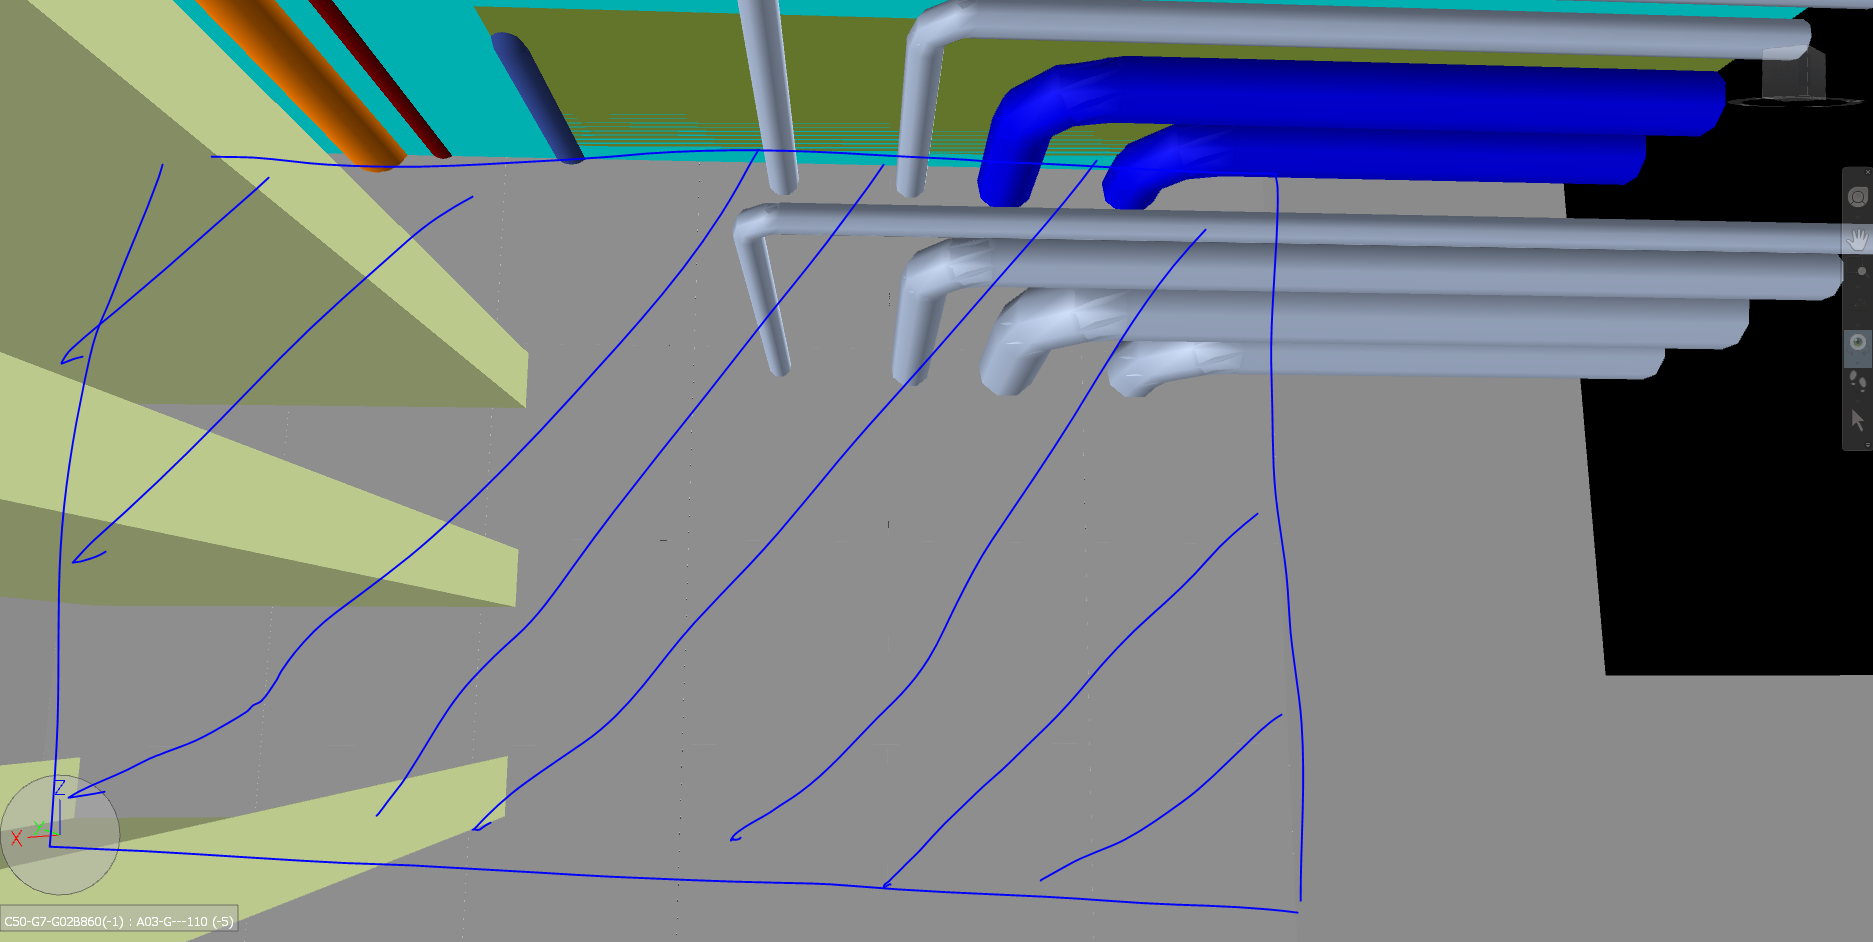 Z
X Y
C50-G7-G02B860(-1) : A03-G---110 (-5)